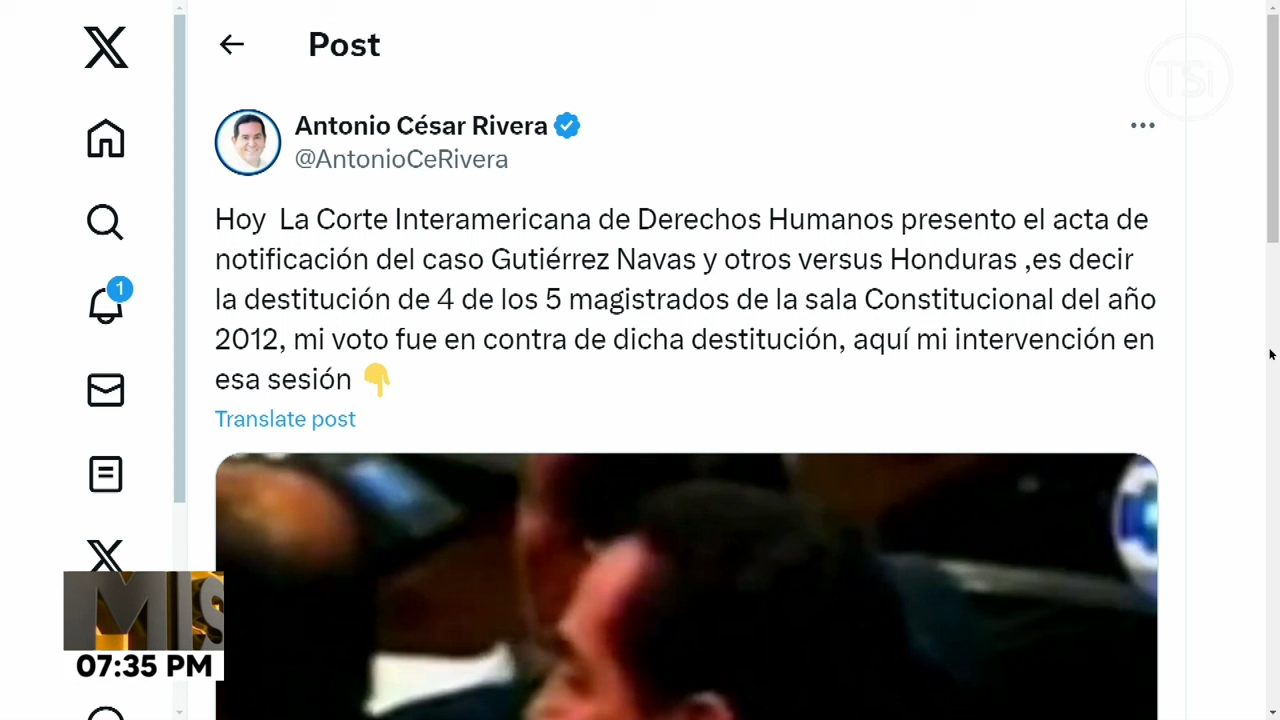 Post
TSi
Antonio César Rivera
@AntonioCeRivera
Hoy La Corte Interamericana de Derechos Humanos presento el acta de
notificación del caso Gutiérrez Navas y otros versus Honduras ,es decir
la destitución de 4 de los 5 magistrados de la sala Constitucional del año
2012, mi voto fue en contra de dicha destitución, aquí mi intervención en
esa sesión
Translate post
1
07:35 PM